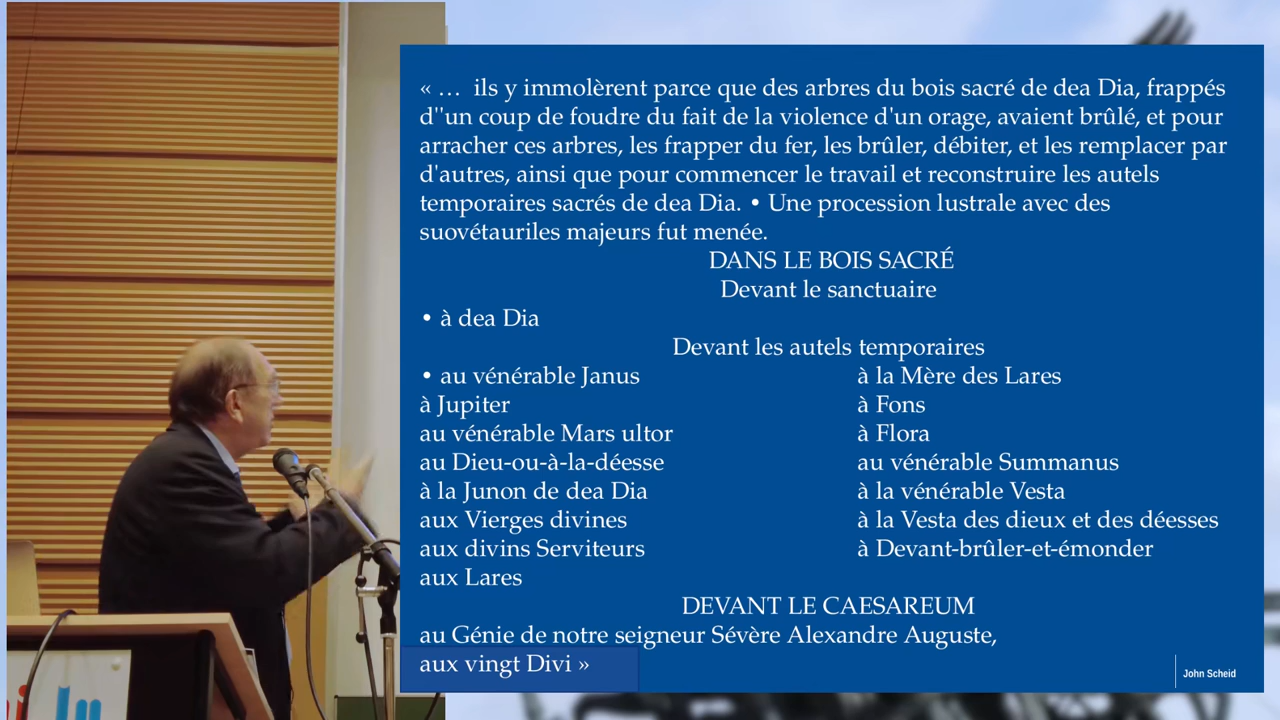 « … ils y immolèrent parce que des arbres du bois sacré de dea Dia, frappés
d''un coup de foudre du fait de la violence d'un orage, avaient brûlé, et pour
arracher ces arbres, les frapper du fer, les brûler, débiter, et les remplacer par
d'autres, ainsi que pour commencer le travail et reconstruire les autels
temporaires sacrés de dea Dia. • Une procession lustrale avec des
suovétauriles majeurs fut menée.
DANS LE BOIS SACRÉ
Devant le sanctuaire
• à dea Dia
Devant les autels temporaires
• au vénérable Janus
à Jupiter
au vénérable Mars ultor
au Dieu-ou-à-la-déesse
à la Junon de dea Dia
aux Vierges divines
aux divins Serviteurs
aux Lares
à la Mère des Lares
à Fons
à Flora
au vénérable Summanus
à la vénérable Vesta
à la Vesta des dieux et des déesses
à Devant-brûler-et-émonder
DEVANT LE CAESAREUM
au Génie de notre seigneur Sévère Alexandre Auguste,
aux vingt Divi »
John Scheid